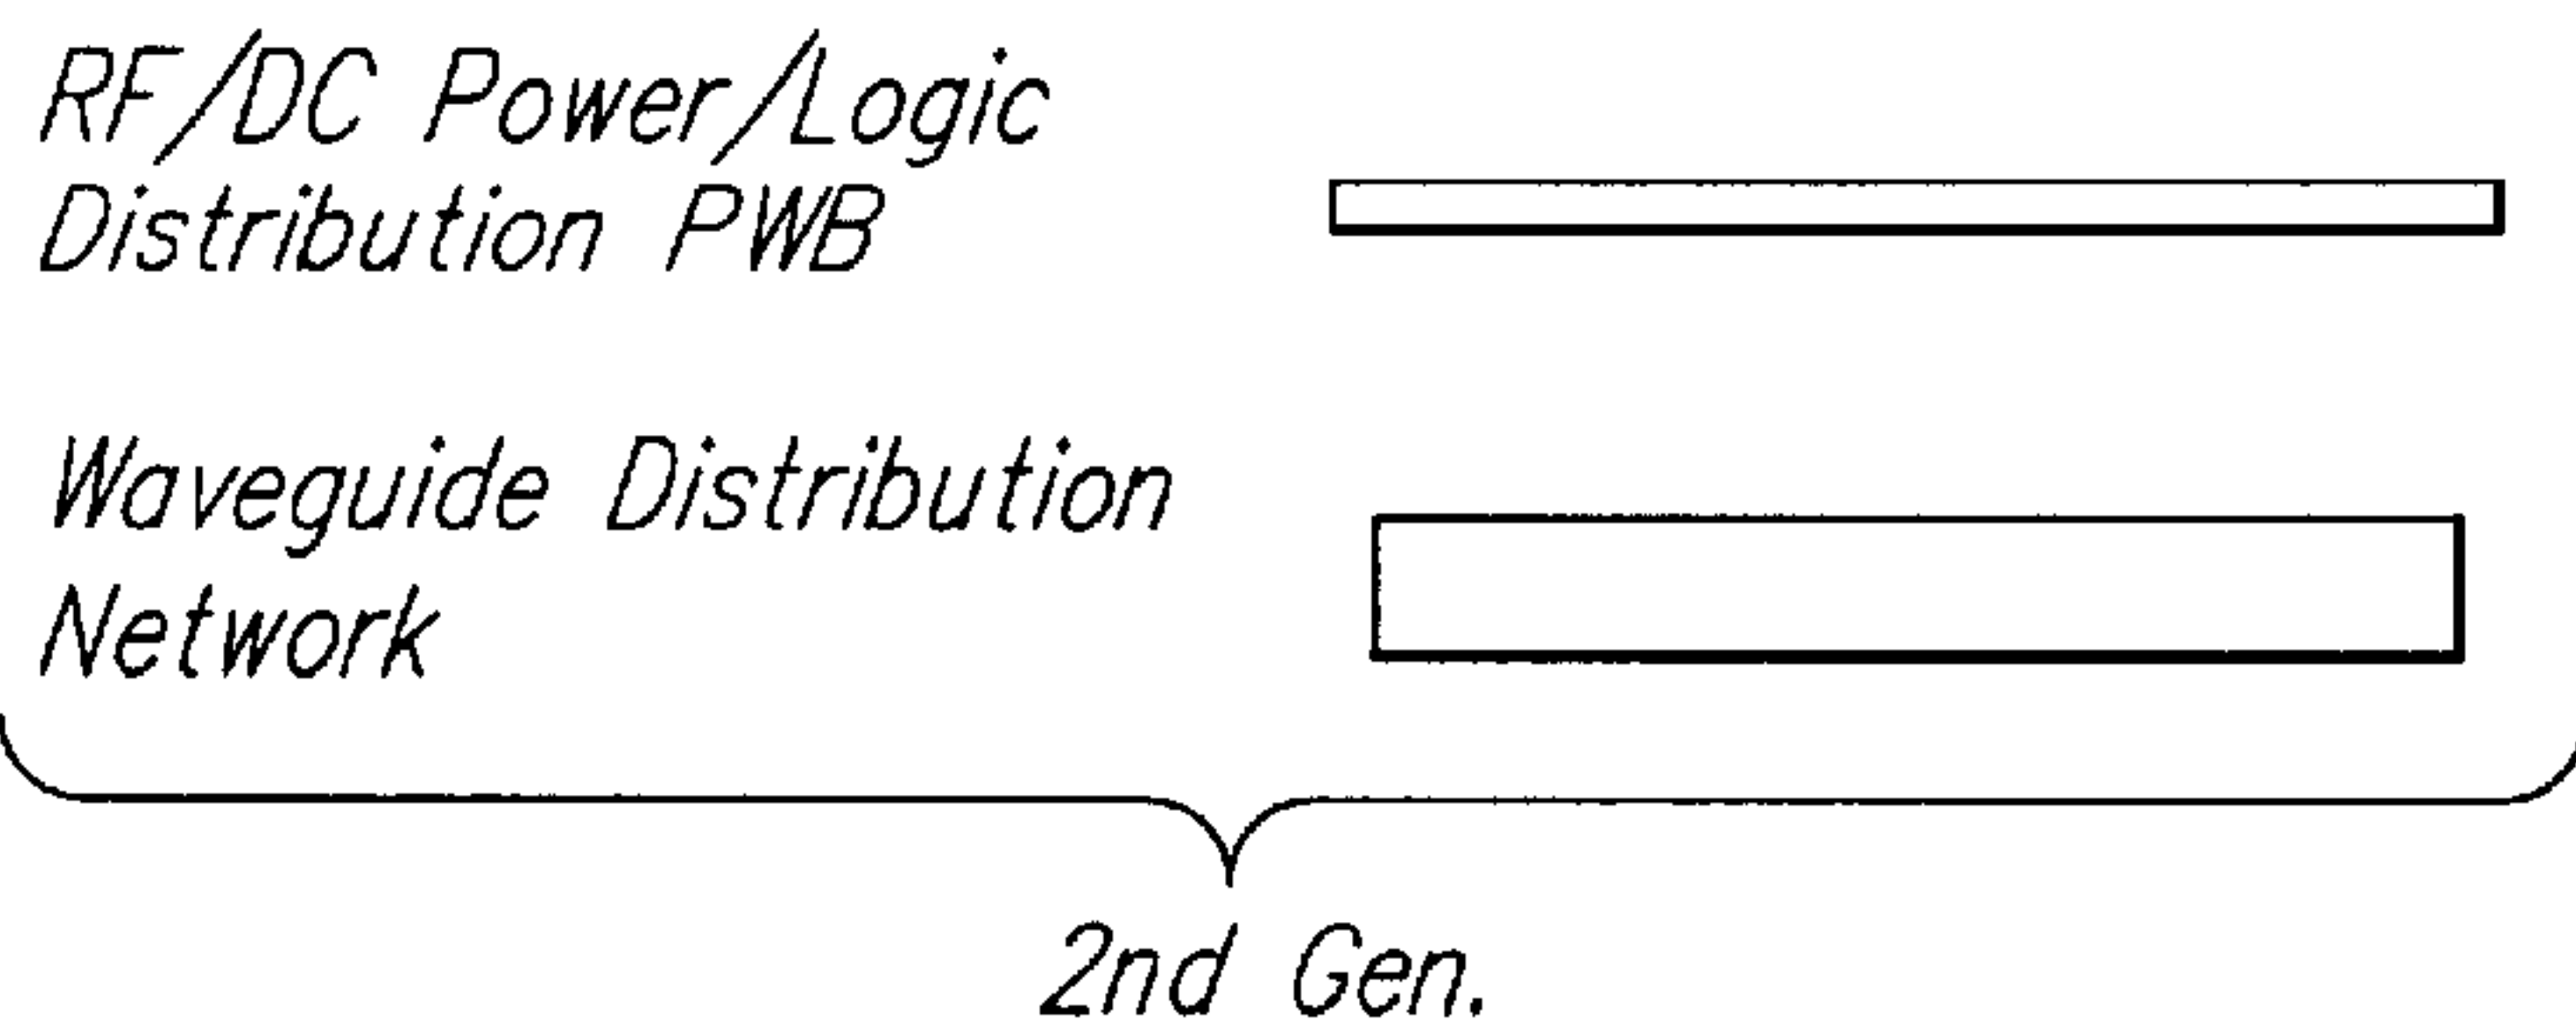 RF/DC Power/Logic
Distribution PWB
Waveguide Distribution
Network
2nd Gen.